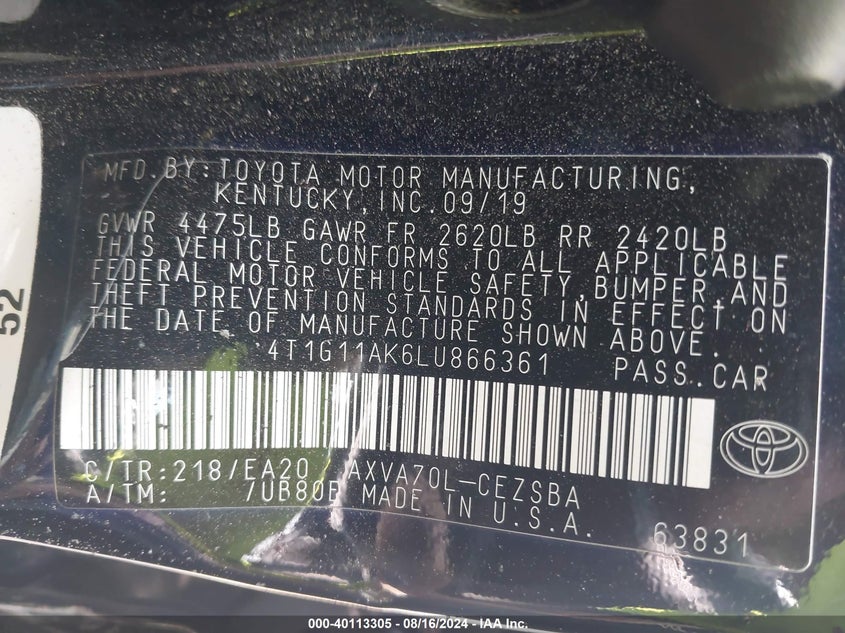 MFD.BY:TOYOTA MOTOR MANUFACTURING,
KENTUCKY,INC.09/19
GVWR 4475LB GAWR FR 2620LB RR 2420LB
THIS VEHICLE CONFORMS TO ALL APPLICABLE
FEDERAL MOTOR VEHICLE SAFETY,BUMPER,AND
THEFT PREVENTION STANDARDS IN EFFECT ON
THE DATE OF MANUFACTURE SHOWN ABOVE.
4T1G11AK6LU866361 PASS.CAR
C/TR:218/EA20 AXVA70L-CEZSBA
A/TM: /UB80E MADE IN U.S.A.
63831
52
000-40113305 - 08/16/2024 - IAA Inc.